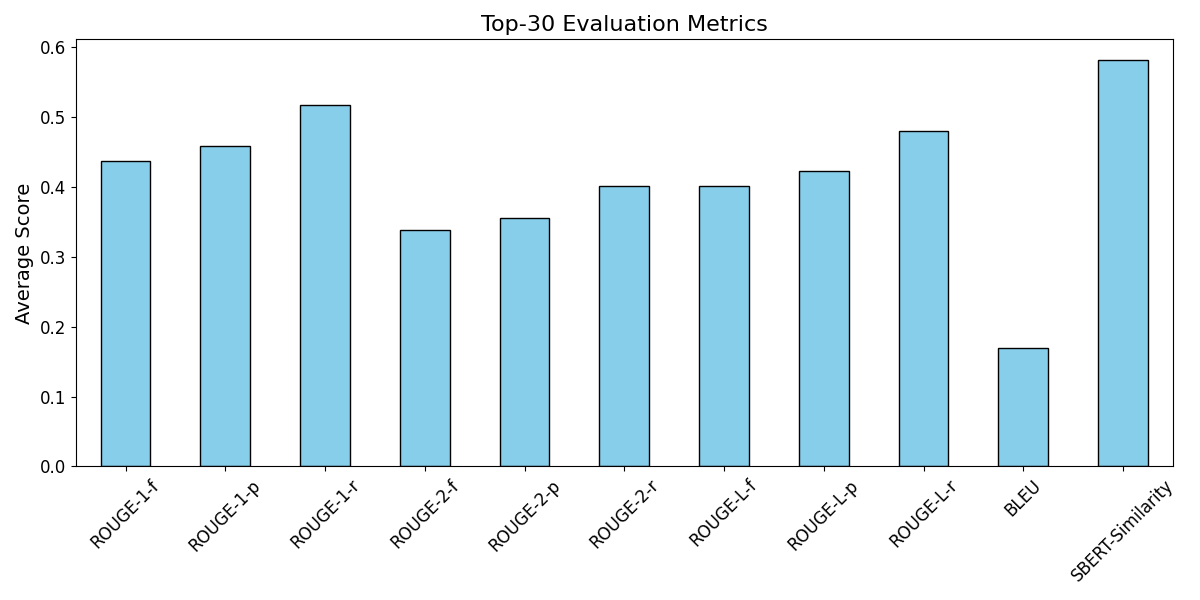 Top-30 Evaluation Metrics
Average Score
0.6
0.5
0.4
0.3
0.2
0.1
0.0
ROUGE-1-f
ROUGE-1-p
ROUGE-1-r
ROUGE-2-f
ROUGE-2-p
ROUGE-2-r
ROUGE-L-f
ROUGE-L-p
ROUGE-L-r
BLEU
SBERT-Similarity